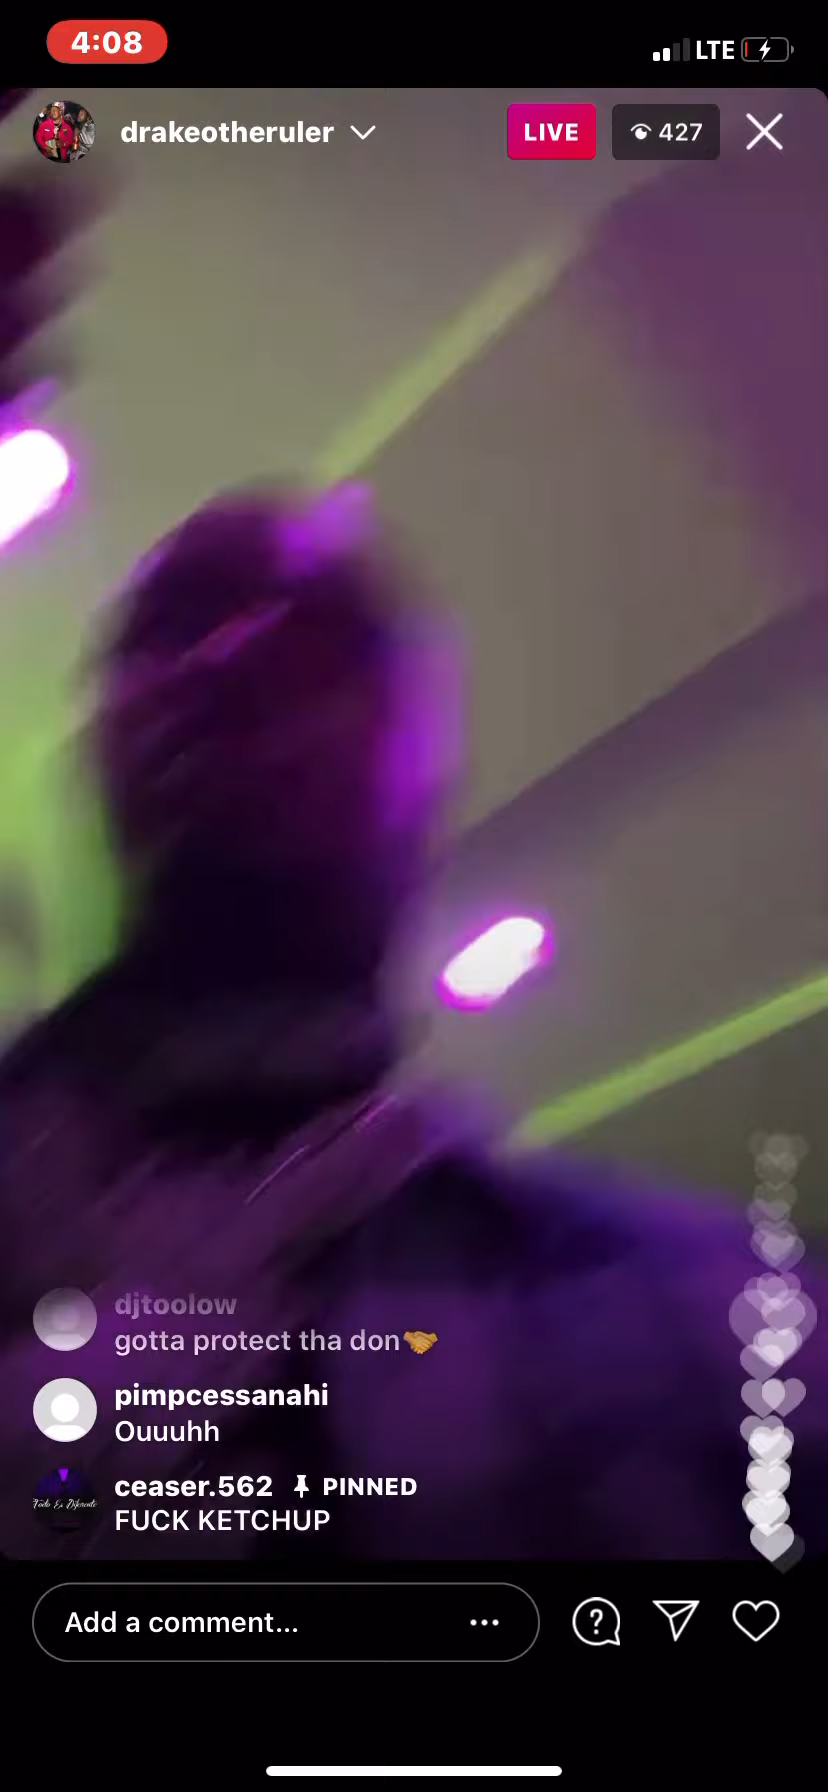 4:08
LTE
drakeotheruler
LIVE
427
djtoolow
gotta protect tha don🤝
pimpcessanahi
Ouuuhh
ceaser.562 PINNED
FUCK KETCHUP
Add a comment...